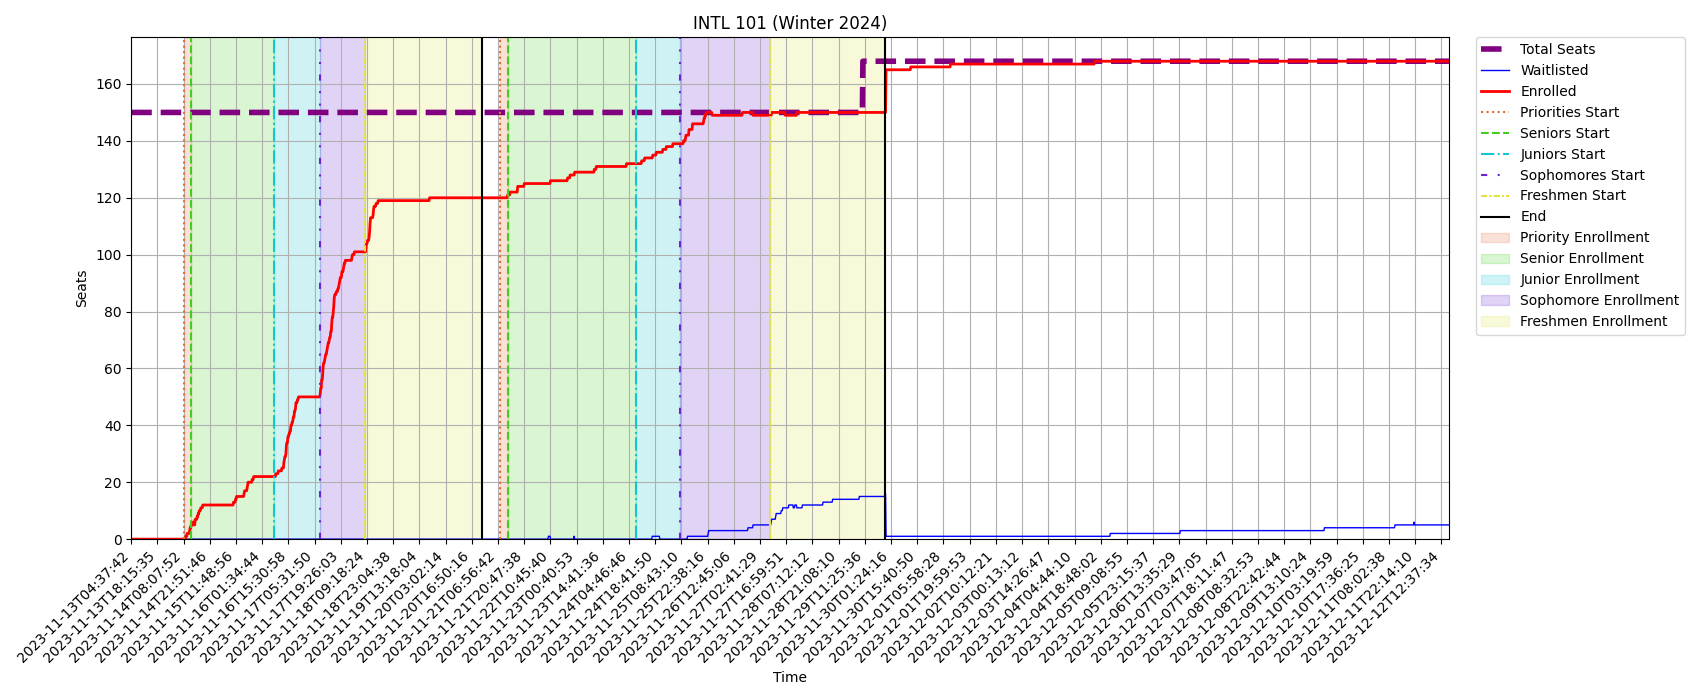 INTL 101 (Winter 2024)
Seats
160
140
120
100
80
60
40
20
0
2023-11-13T04:37:42
2023-11-13T18:15:35
2023-11-14T08:07:52
2023-11-14T21:51:46
2023-11-15T11:48:56
2023-11-16T01:34:44
2023-11-16T15:30:58
2023-11-17T05:31:50
2023-11-17T19:26:03
2023-11-18T09:18:24
2023-11-18T23:04:38
2023-11-19T13:18:04
2023-11-20T03:02:14
2023-11-20T16:50:16
2023-11-21T06:56:42
2023-11-21T20:47:38
2023-11-22T10:45:40
2023-11-23T00:40:53
2023-11-23T14:41:36
2023-11-24T04:46:46
2023-11-24T18:41:50
2023-11-25T08:43:10
2023-11-25T22:38:16
2023-11-26T12:45:06
2023-11-27T02:41:29
2023-11-27T16:59:51
2023-11-28T07:12:12
2023-11-28T21:08:10
2023-11-29T11:25:36
2023-11-30T01:24:16
2023-11-30T15:40:50
2023-12-01T05:58:28
2023-12-01T19:59:53
2023-12-02T10:12:21
2023-12-03T00:13:12
2023-12-03T14:26:47
2023-12-04T04:44:10
2023-12-04T18:48:02
2023-12-05T09:08:55
2023-12-05T23:15:37
2023-12-06T13:35:29
2023-12-07T03:47:05
2023-12-07T18:11:47
2023-12-08T08:32:53
2023-12-08T22:42:44
2023-12-09T13:10:24
2023-12-10T03:19:59
2023-12-10T17:36:25
2023-12-11T08:02:38
2023-12-11T22:14:10
2023-12-12T12:37:34
Time
Total Seats
Waitlisted
Enrolled
Priorities Start
Seniors Start
Juniors Start
Sophomores Start
Freshmen Start
End
Priority Enrollment
Senior Enrollment
Junior Enrollment
Sophomore Enrollment
Freshmen Enrollment